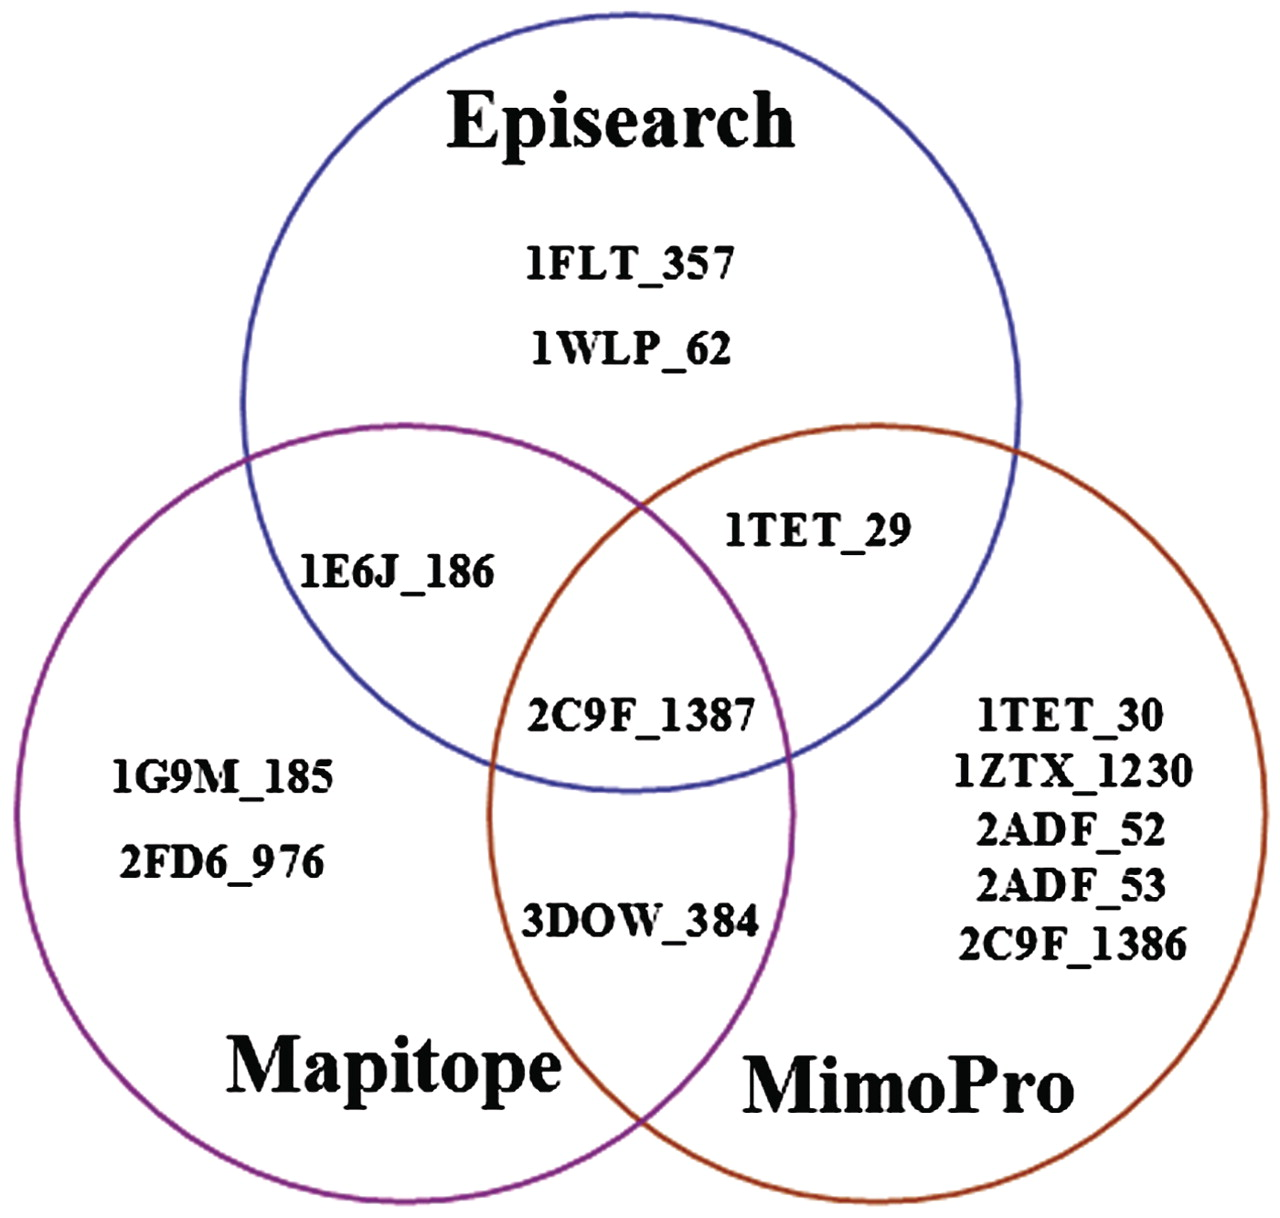 Episearch
1FLT_357
1WLP_62
1TET_29
1E6J_186
2C9F_1387
1G9M_185
2FD6_976
3DOW_384
1TET_30
1ZTX_1230
2ADF_52
2ADF_53
2C9F_1386
Mapitope
MimoPro